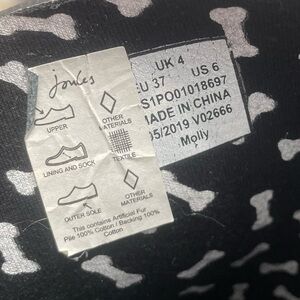 Joules
UPPER
OTHER MATERIALS
LINING AND SOCK
TEXTILE
OUTER SOLE
OTHER MATERIALS
This contains Artificial Fur
Pile 100% Cotton / Backing 100%
Cotton
UK 4
EU 37 US 6
S1PO01018697
MADE IN CHINA
05/2019 V02666
Molly